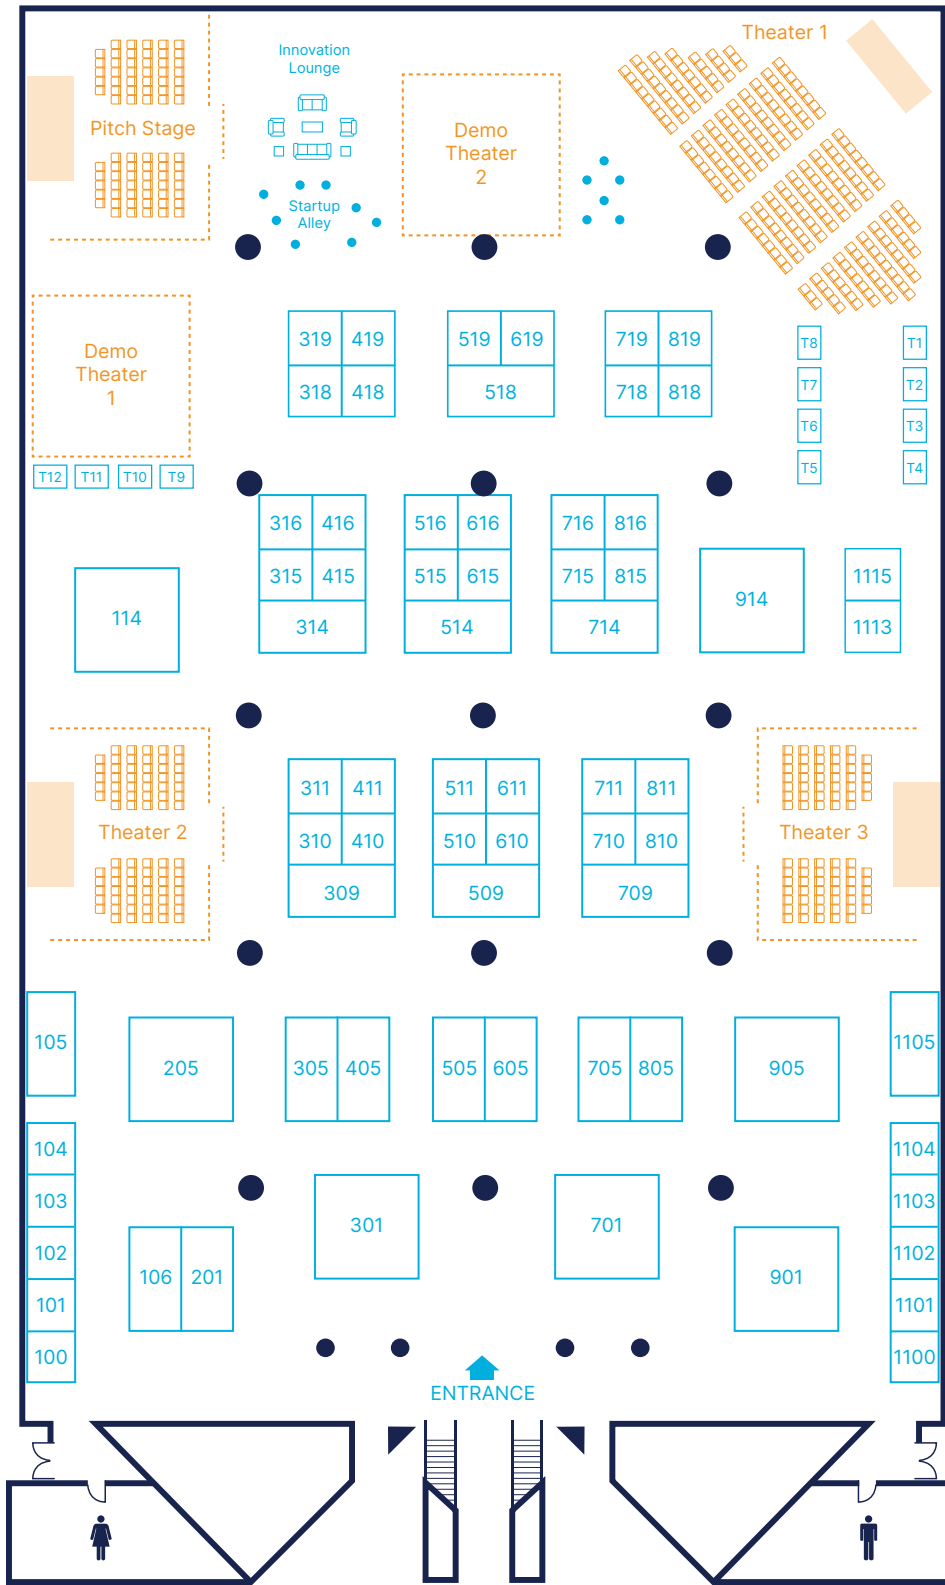 Theater 1
Innovation
Lounge
Pitch Stage
Demo
Theater
2
Startup
Alley
Demo
Theater
1
319 419
519 619
719 819
318 418
518
718 818
T8 T1
T7 T2
T6 T3
T5 T4
T12 T11 T10 T9
316 416
516 616
716 816
315 415
515 615
715 815
314
514
714
114
914
1115
1113
311 411
511 611
711 811
310 410
510 610
710 810
309
509
709
Theater 2
Theater 3
105
205
305 405
505 605
705 805
905
1105
104
103
102
101
100
1104
1103
1102
1101
1100
301
701
106 201
901
ENTRANCE